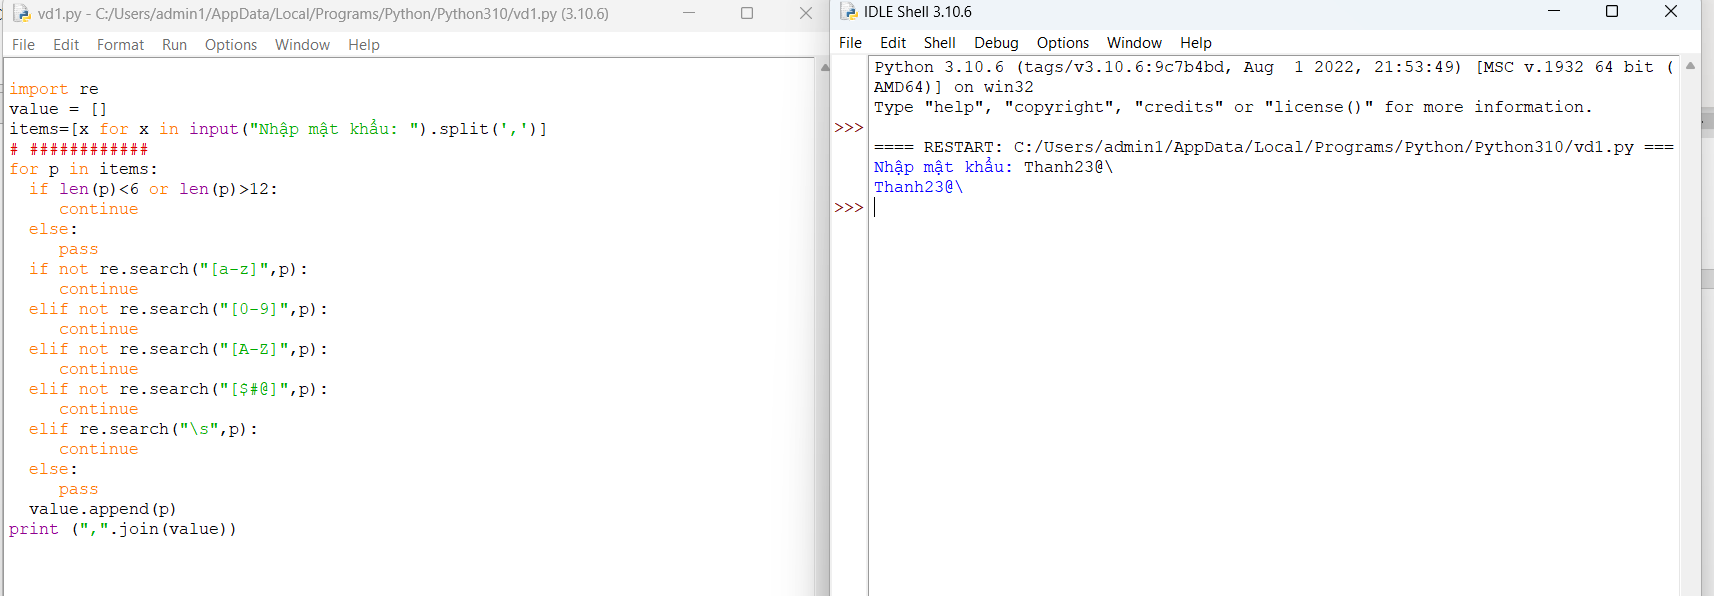 vd1.py - C:/Users/admin1/AppData/Local/Programs/Python/Python310/vd1.py (3.10.6)
File Edit Format Run Options Window Help
import re
value = []
items=[x for x in input("Nhập mật khẩu: ").split(',')]
# ############
for p in items:
  if len(p)<6 or len(p)>12:
     continue
  else:
     pass
  if not re.search("[a-z]",p):
     continue
  elif not re.search("[0-9]",p):
     continue
  elif not re.search("[A-Z]",p):
     continue
  elif not re.search("[$#@]",p):
     continue
  elif re.search("\s",p):
     continue
  else:
     pass
  value.append(p)
print (",".join(value))
IDLE Shell 3.10.6
File Edit Shell Debug Options Window Help
Python 3.10.6 (tags/v3.10.6:9c7b4bd, Aug  1 2022, 21:53:49) [MSC v.1932 64 bit (
AMD64)] on win32
Type "help", "copyright", "credits" or "license()" for more information.
>>>
==== RESTART: C:/Users/admin1/AppData/Local/Programs/Python/Python310/vd1.py ===
Nhập mật khẩu: Thanh23@\
Thanh23@\
>>>